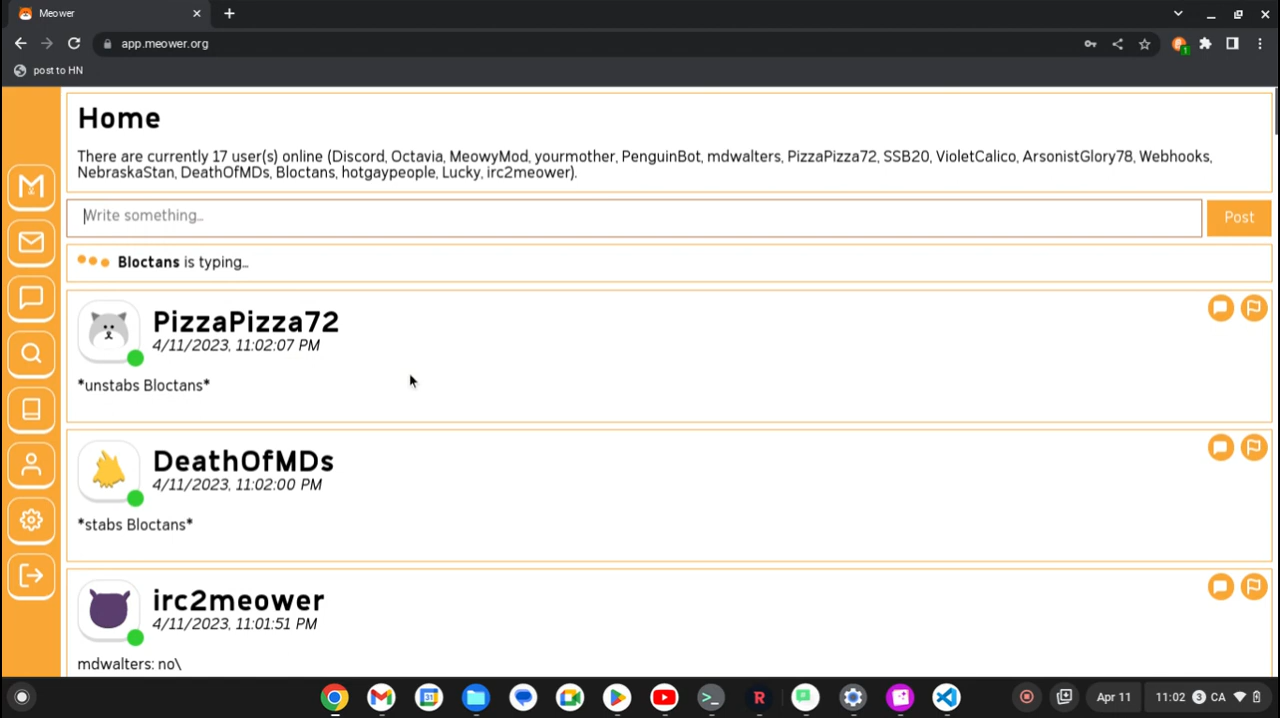 Meower
app.meower.org
post to HN
Home
There are currently 17 user(s) online (Discord, Octavia, MeowyMod, yourmother, PenguinBot, mdwalters, PizzaPizza72, SSB20, VioletCalico, ArsonistGlory78, Webhooks,
NebraskaStan, DeathOfMDs, Bloctans, hotgaypeople, Lucky, irc2meower).
Write something...
Post
Bloctans is typing...
PizzaPizza72
4/11/2023, 11:02:07 PM
*unstabs Bloctans*
DeathOfMDs
4/11/2023, 11:02:00 PM
*stabs Bloctans*
irc2meower
4/11/2023, 11:01:51 PM
mdwalters: no\
Apr 11 11:02 3 CA